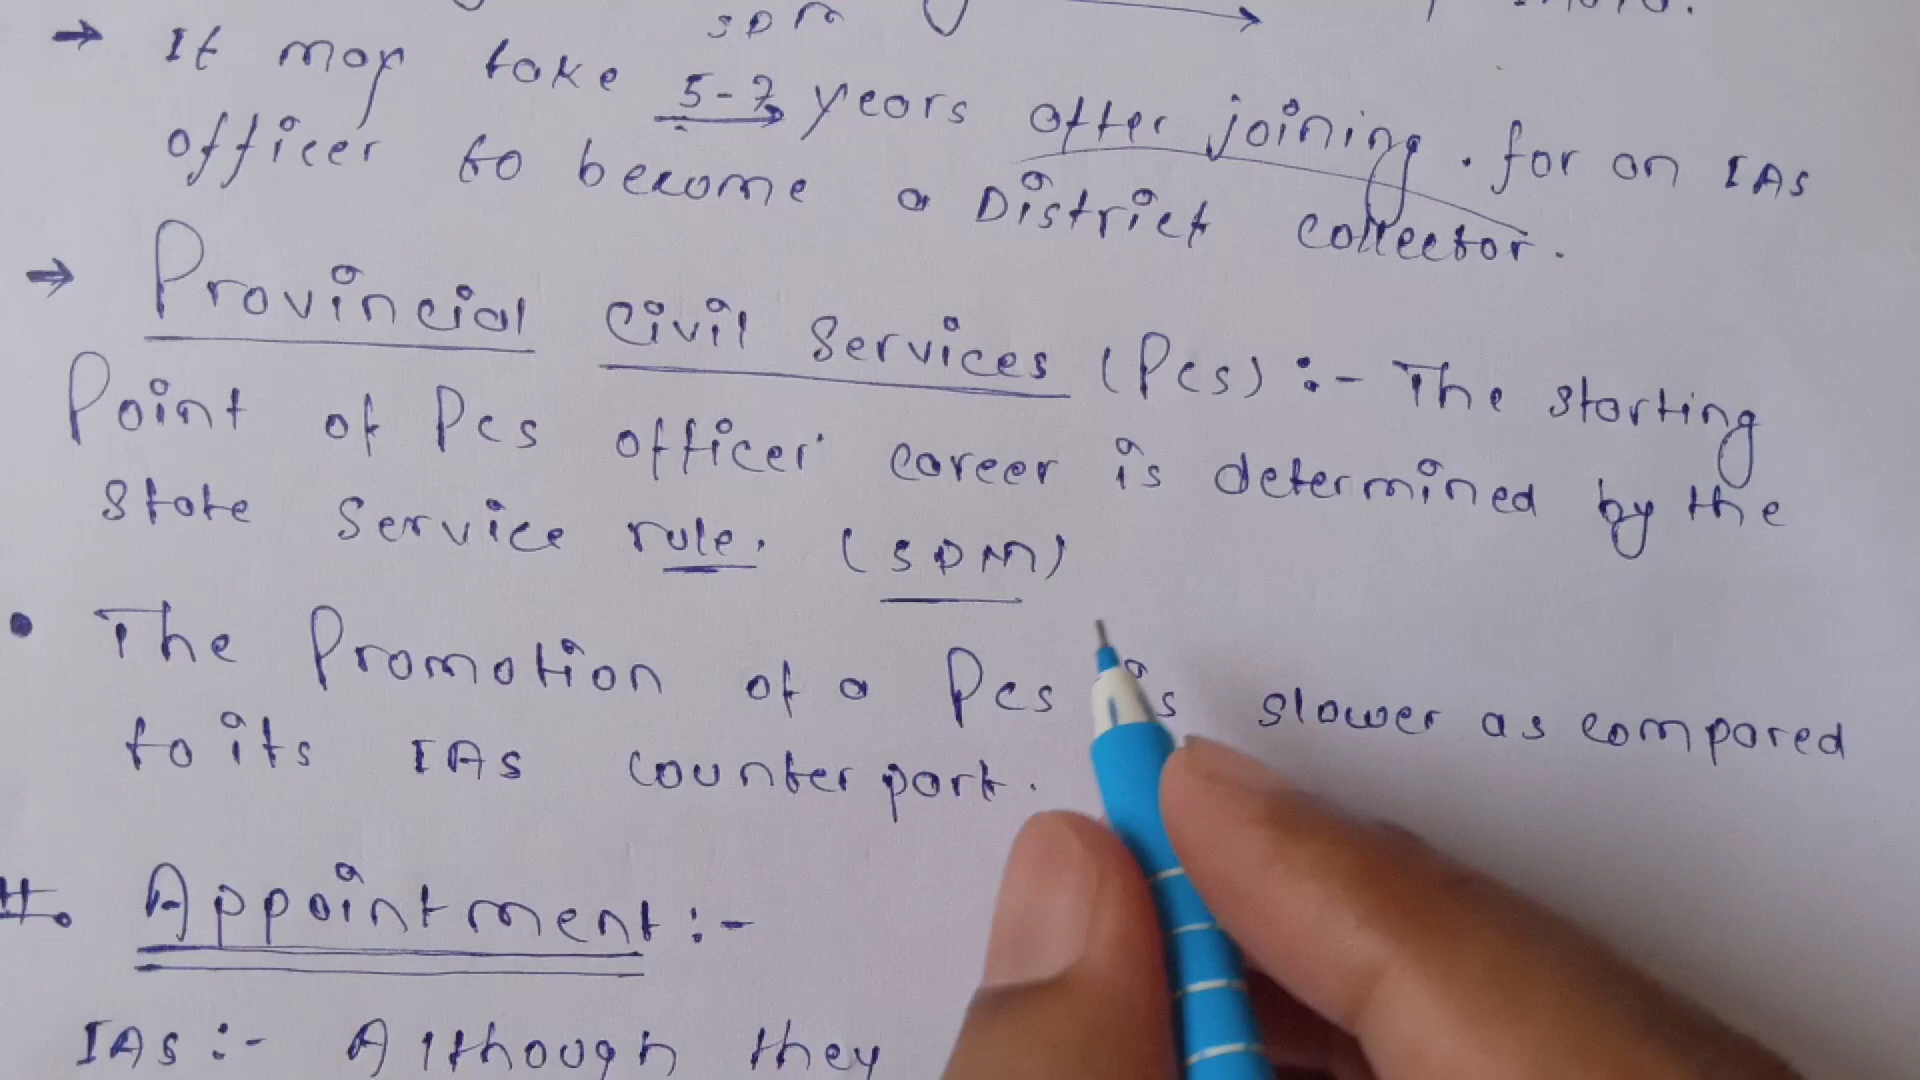 SDM
→ It may take 5-7 years after joining. for an IAS
officer to become a District collector.
→ Provincial Civil Services (Pcs) :- The starting
Point of Pcs officer career is determined by the
State Service rule. (SDM)
• The Promotion of a Pcs is slower as compared
to its IAS counterpart.
#. Appointment :-
IAS :- Although they